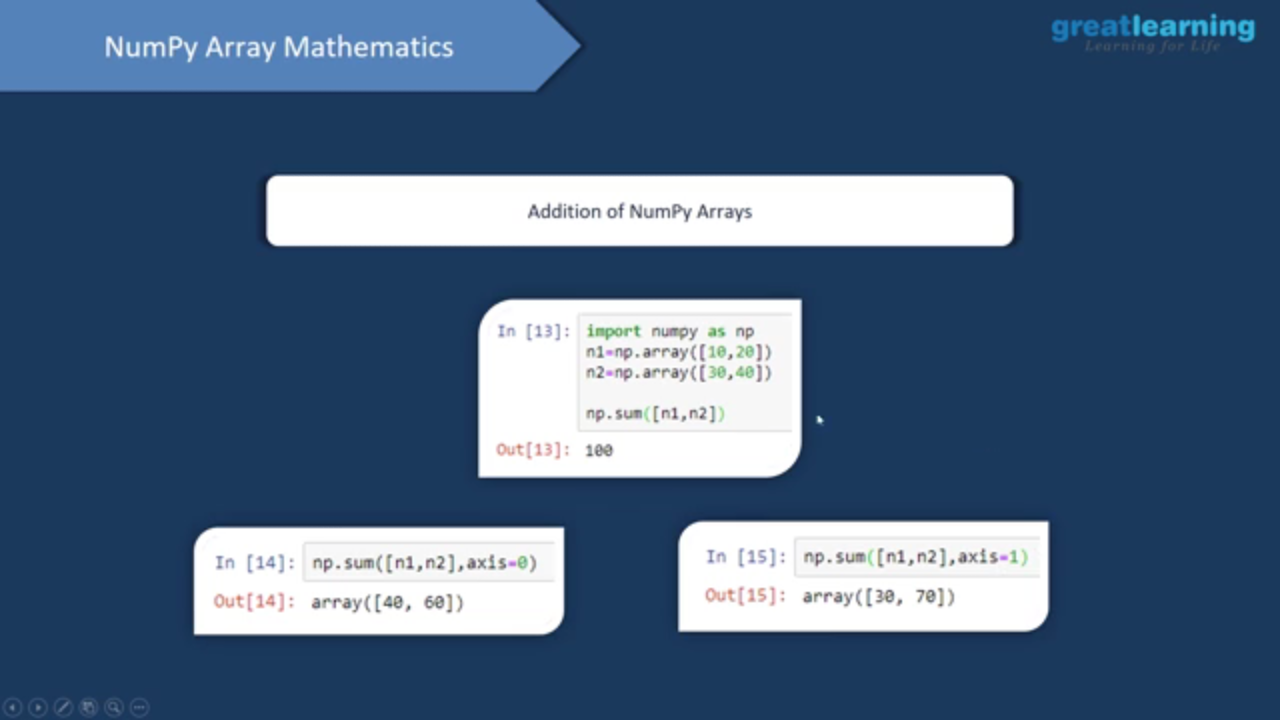 NumPy Array Mathematics
greatlearning
Learning for Life
Addition of NumPy Arrays
In [13]: import numpy as np
n1=np.array([10,20])
n2=np.array([30,40])
np.sum([n1,n2])
Out[13]: 100
In [14]: np.sum([n1,n2],axis=0)
Out[14]: array([40, 60])
In [15]: np.sum([n1,n2],axis=1)
Out[15]: array([30, 70])